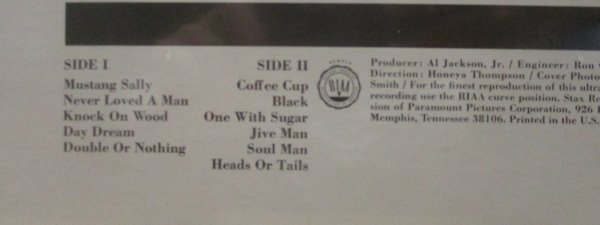 SIDE I
Mustang Sally
Never Loved A Man
Knock On Wood
Day Dream
Double Or Nothing
SIDE II
Coffee Cup
Black
One With Sugar
Jive Man
Soul Man
Heads Or Tails
RIAA
Producer: Al Jackson, Jr. / Engineer: Ron
Direction: Honeya Thompson / Cover Photo
Smith / For the finest reproduction of this ultra
recording use the RIAA curve position. Stax Re
sion of Paramount Pictures Corporation, 926
Memphis, Tennessee 38106. Printed in the U.S.